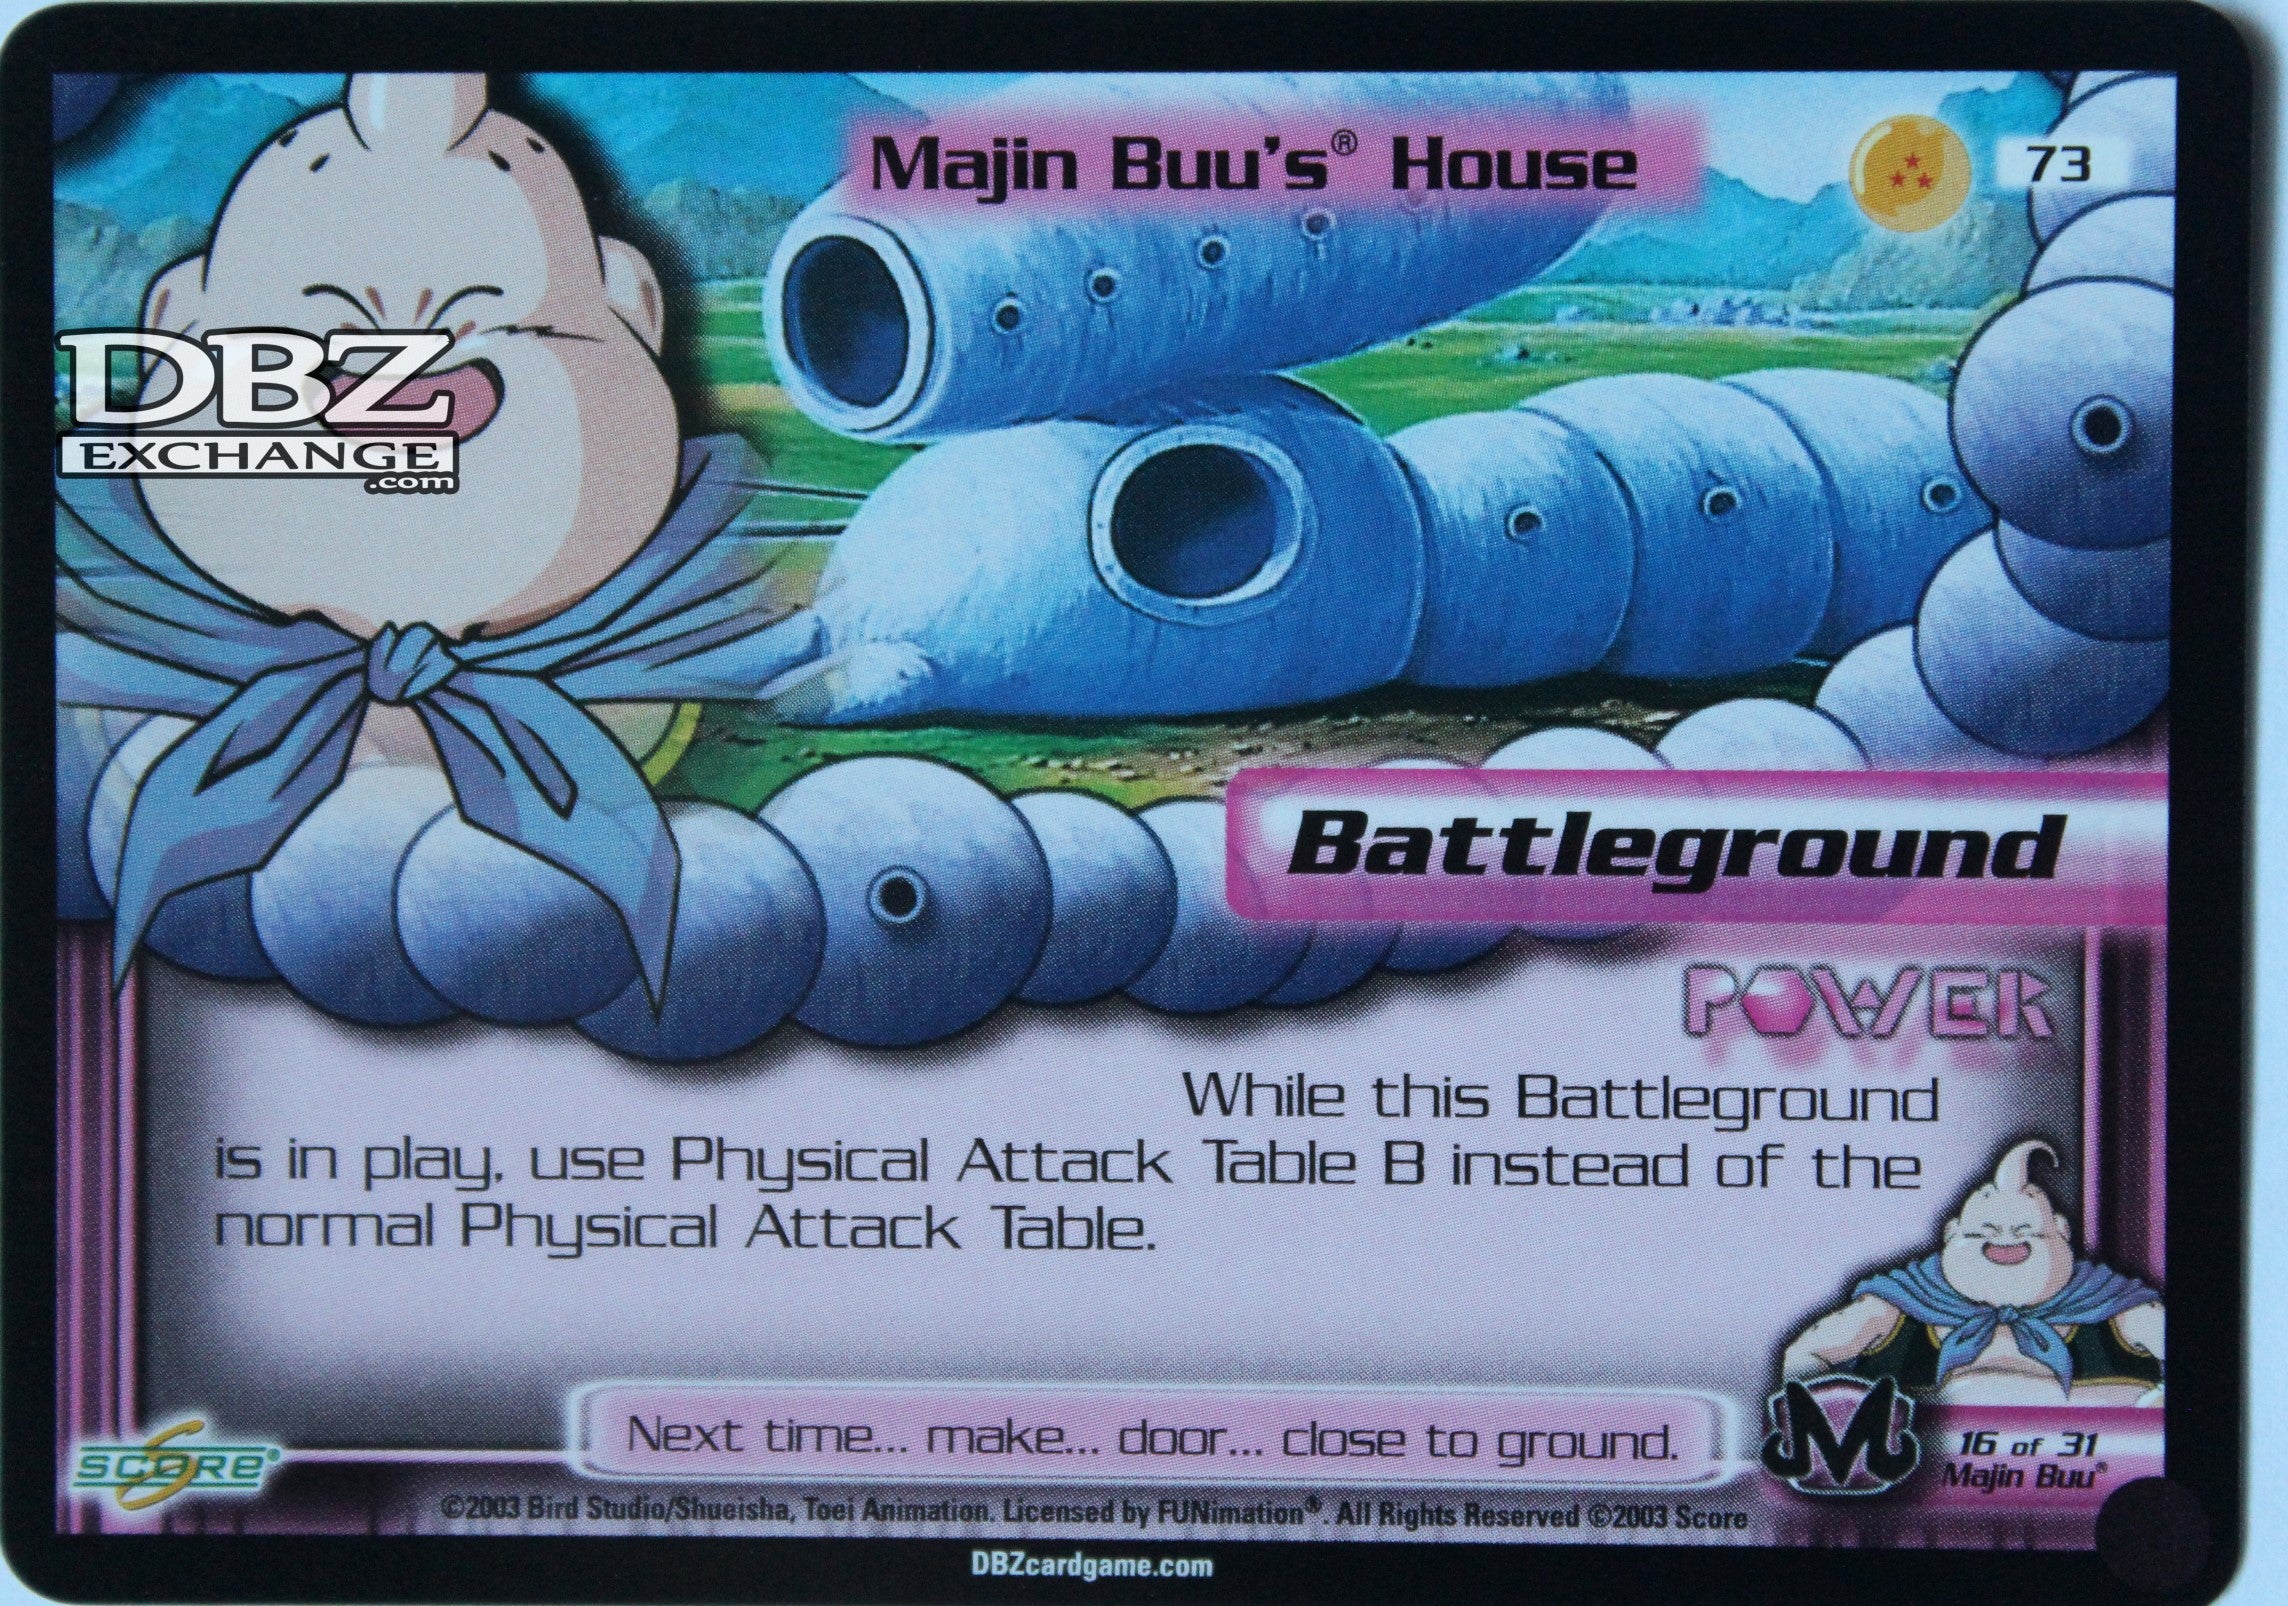 Majin Buu's® House
73
DBZ
EXCHANGE
.com
Battleground
POWER
While this Battleground
is in play, use Physical Attack Table B instead of the
normal Physical Attack Table.
Next time... make... door... close to ground.
SCORE®
M
16 of 31
Majin Buu®
©2003 Bird Studio/Shueisha, Toei Animation. Licensed by FUNimation®. All Rights Reserved ©2003 Score
DBZcardgame.com